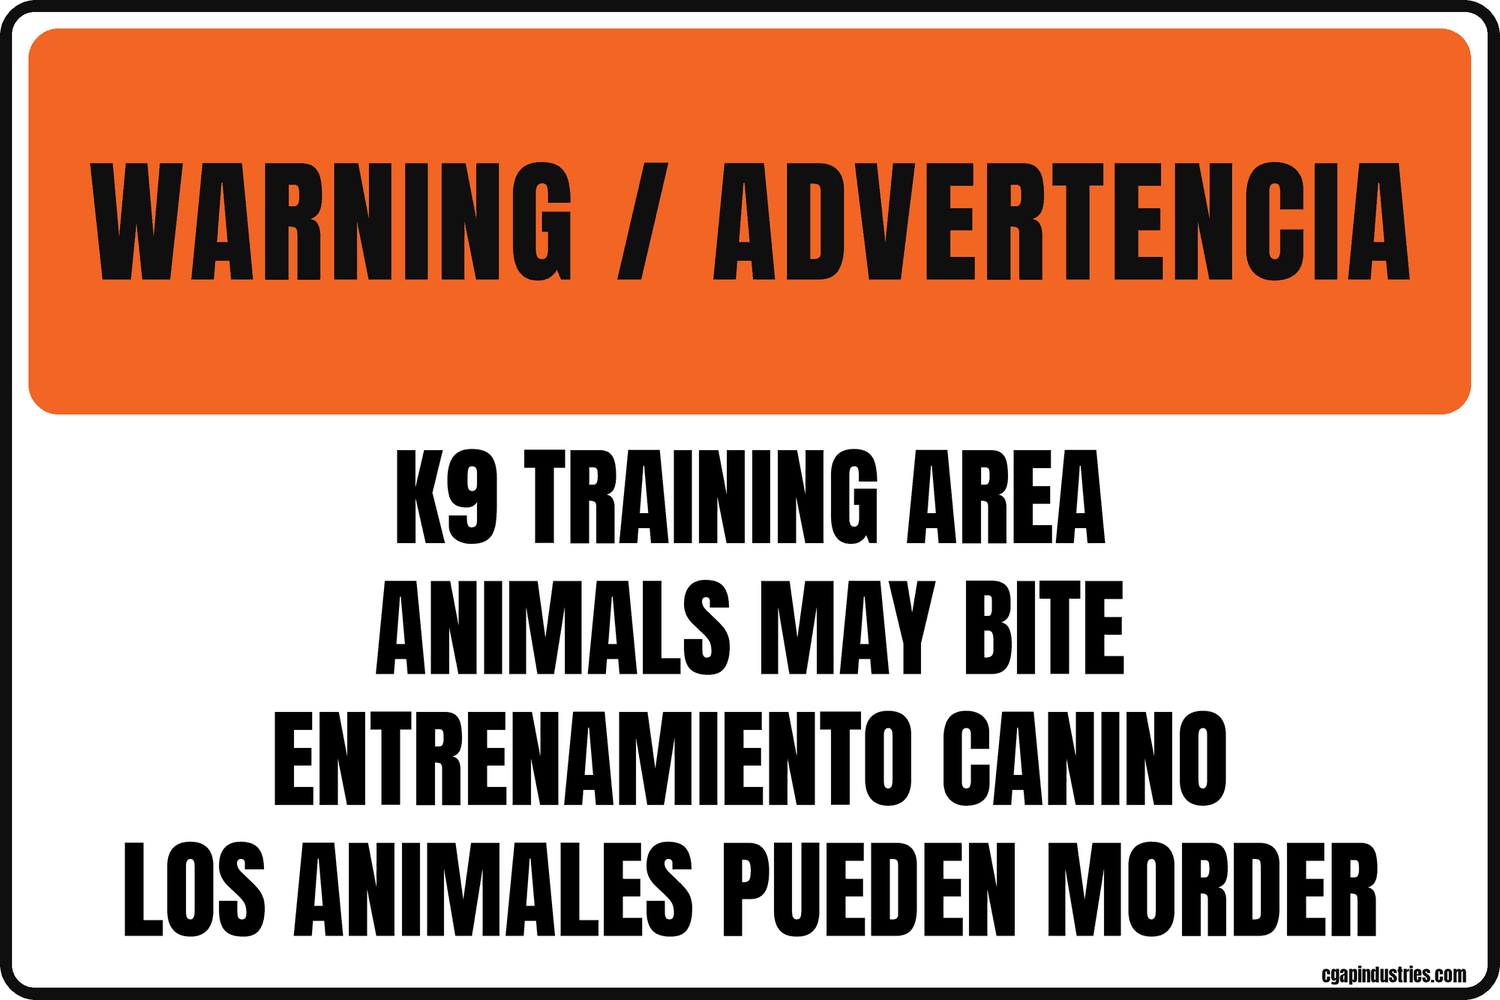 WARNING / ADVERTENCIA
K9 TRAINING AREA
ANIMALS MAY BITE
ENTRENAMIENTO CANINO
LOS ANIMALES PUEDEN MORDER
cgapindustries.com